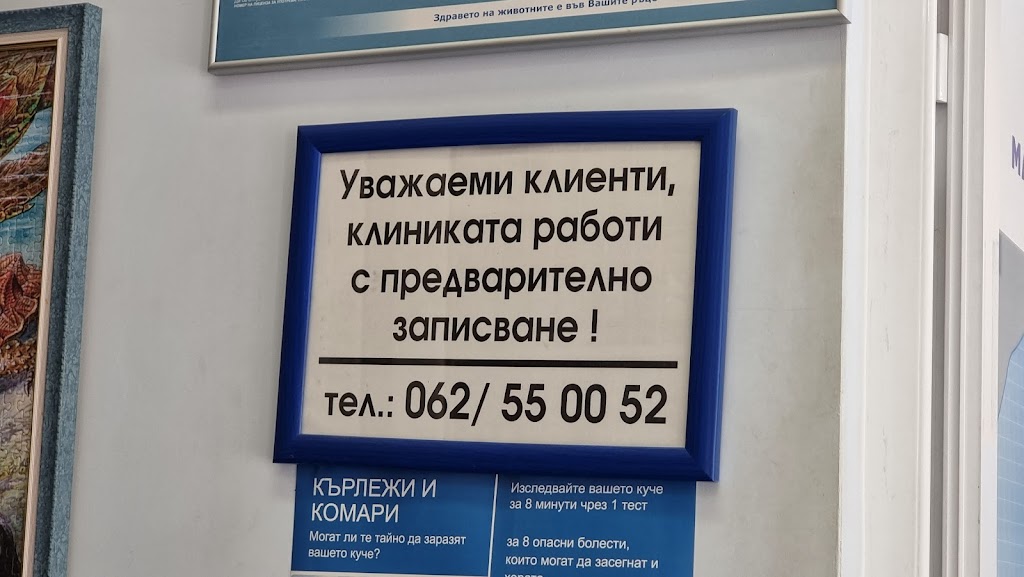 Здравето на животните е във Вашите ръце
Уважаеми клиенти,
клиниката работи
с предварително
записване !
тел.: 062/ 55 00 52
КЪРЛЕЖИ И
КОМАРИ
Могат ли те тайно да заразят
вашето куче?
Изследвайте вашето куче
за 8 минути чрез 1 тест
за 8 опасни болести,
които могат да засегнат и